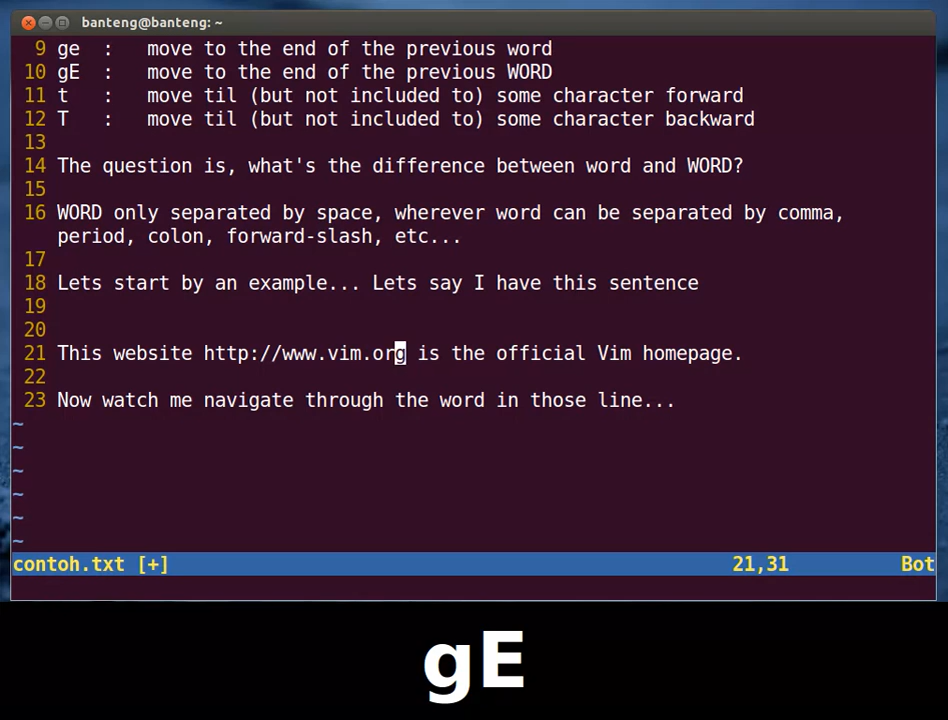 banteng@banteng: ~
9 ge  :   move to the end of the previous word
10 gE  :   move to the end of the previous WORD
11 t   :   move til (but not included to) some character forward
12 T   :   move til (but not included to) some character backward
13
14 The question is, what's the difference between word and WORD?
15
16 WORD only separated by space, wherever word can be separated by comma,
period, colon, forward-slash, etc...
17
18 Lets start by an example... Lets say I have this sentence
19
20
21 This website http://www.vim.org is the official Vim homepage.
22
23 Now watch me navigate through the word in those line...
~
~
~
~
~
~
contoh.txt [+] 21,31 Bot
gE